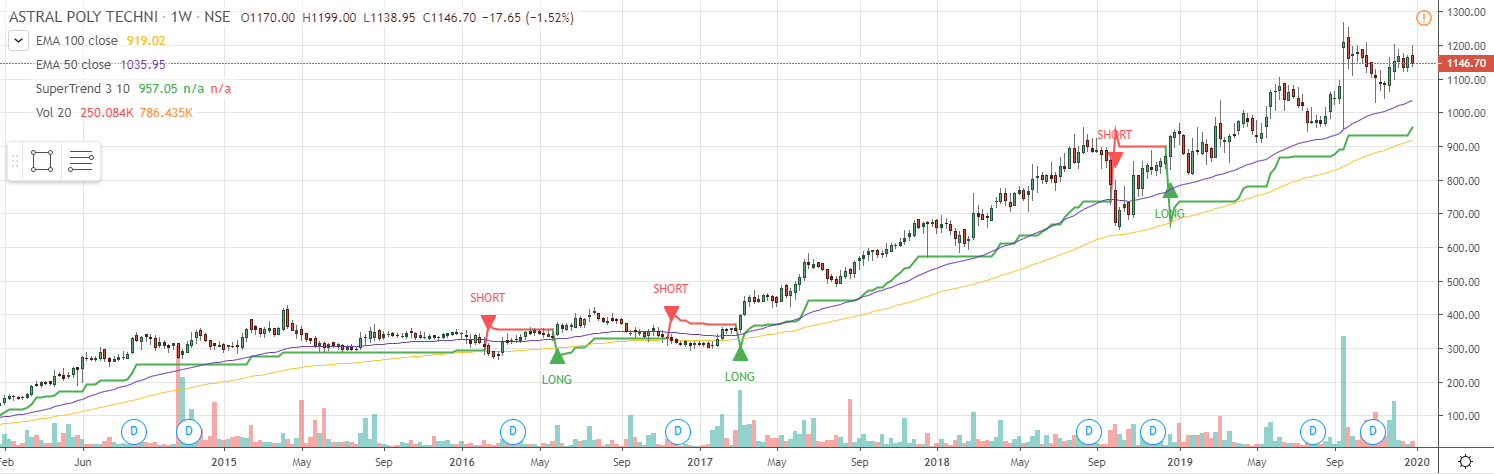 ASTRAL POLY TECHNI · 1W · NSE O1170.00 H1199.00 L1138.95 C1146.70 −17.65 (−1.52%)
EMA 100 close 919.02
EMA 50 close 1035.95
SuperTrend 3 10 957.05 n/a n/a
Vol 20 250.084K 786.435K
1300.00
1200.00
1146.70
1100.00
1000.00
900.00
800.00
700.00
600.00
500.00
400.00
300.00
200.00
100.00
SHORT
LONG
SHORT
LONG
SHORT
LONG
D D D D D D D D
Feb Jun 2015 May Sep 2016 May Sep 2017 May Sep 2018 May Sep 2019 May Sep 2020